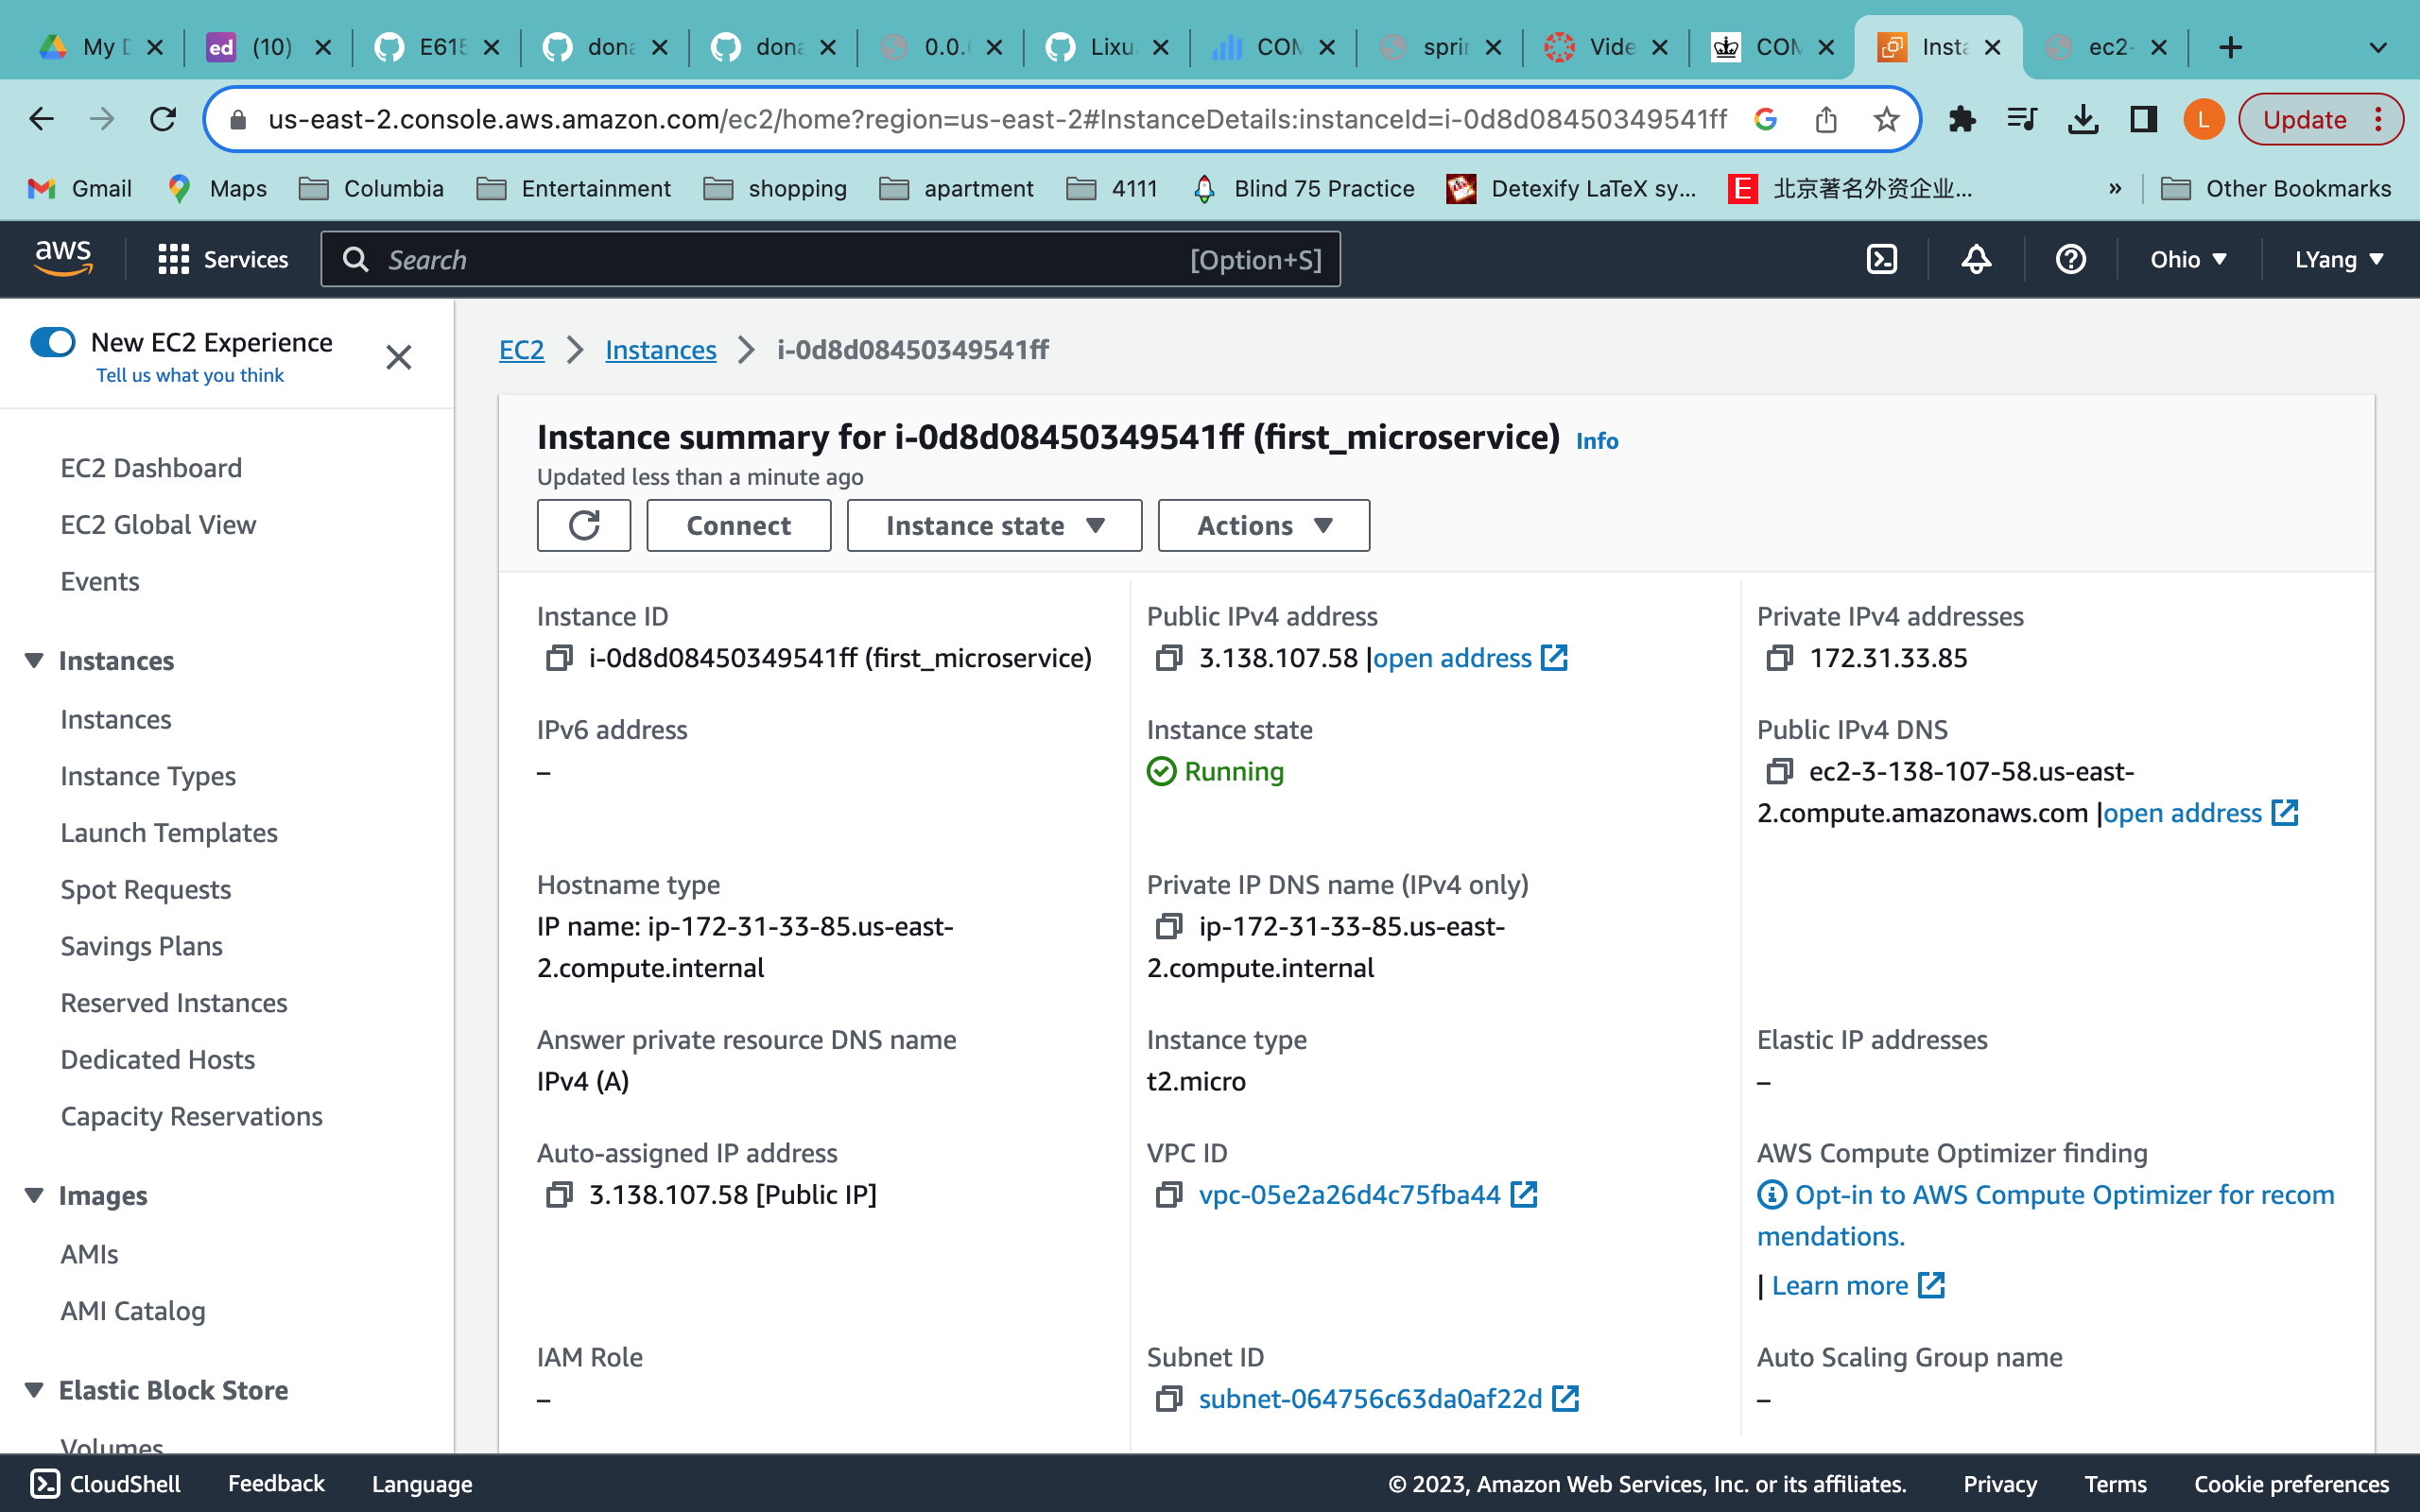 My D
ed (10)
E615
dona
dona
0.0.
Lixu
COM
sprin
Vide
COM
Insta
ec2-
us-east-2.console.aws.amazon.com/ec2/home?region=us-east-2#InstanceDetails:instanceId=i-0d8d08450349541ff
L
Update
Gmail
Maps
Columbia
Entertainment
shopping
apartment
4111
Blind 75 Practice
Detexify LaTeX sy...
E 北京著名外资企业...
»
Other Bookmarks
aws
Services
Search
[Option+S]
Ohio
LYang
New EC2 Experience
Tell us what you think
EC2 Dashboard
EC2 Global View
Events
Instances
Instances
Instance Types
Launch Templates
Spot Requests
Savings Plans
Reserved Instances
Dedicated Hosts
Capacity Reservations
Images
AMIs
AMI Catalog
Elastic Block Store
Volumes
EC2 > Instances > i-0d8d08450349541ff
Instance summary for i-0d8d08450349541ff (first_microservice) Info
Updated less than a minute ago
Connect
Instance state
Actions
Instance ID
i-0d8d08450349541ff (first_microservice)
Public IPv4 address
3.138.107.58 |open address
Private IPv4 addresses
172.31.33.85
IPv6 address
–
Instance state
Running
Public IPv4 DNS
ec2-3-138-107-58.us-east-
2.compute.amazonaws.com |open address
Hostname type
IP name: ip-172-31-33-85.us-east-
2.compute.internal
Private IP DNS name (IPv4 only)
ip-172-31-33-85.us-east-
2.compute.internal
Answer private resource DNS name
IPv4 (A)
Instance type
t2.micro
Elastic IP addresses
–
Auto-assigned IP address
3.138.107.58 [Public IP]
VPC ID
vpc-05e2a26d4c75fba44
AWS Compute Optimizer finding
Opt-in to AWS Compute Optimizer for recom
mendations.
| Learn more
IAM Role
–
Subnet ID
subnet-064756c63da0af22d
Auto Scaling Group name
–
CloudShell
Feedback
Language
© 2023, Amazon Web Services, Inc. or its affiliates.
Privacy
Terms
Cookie preferences